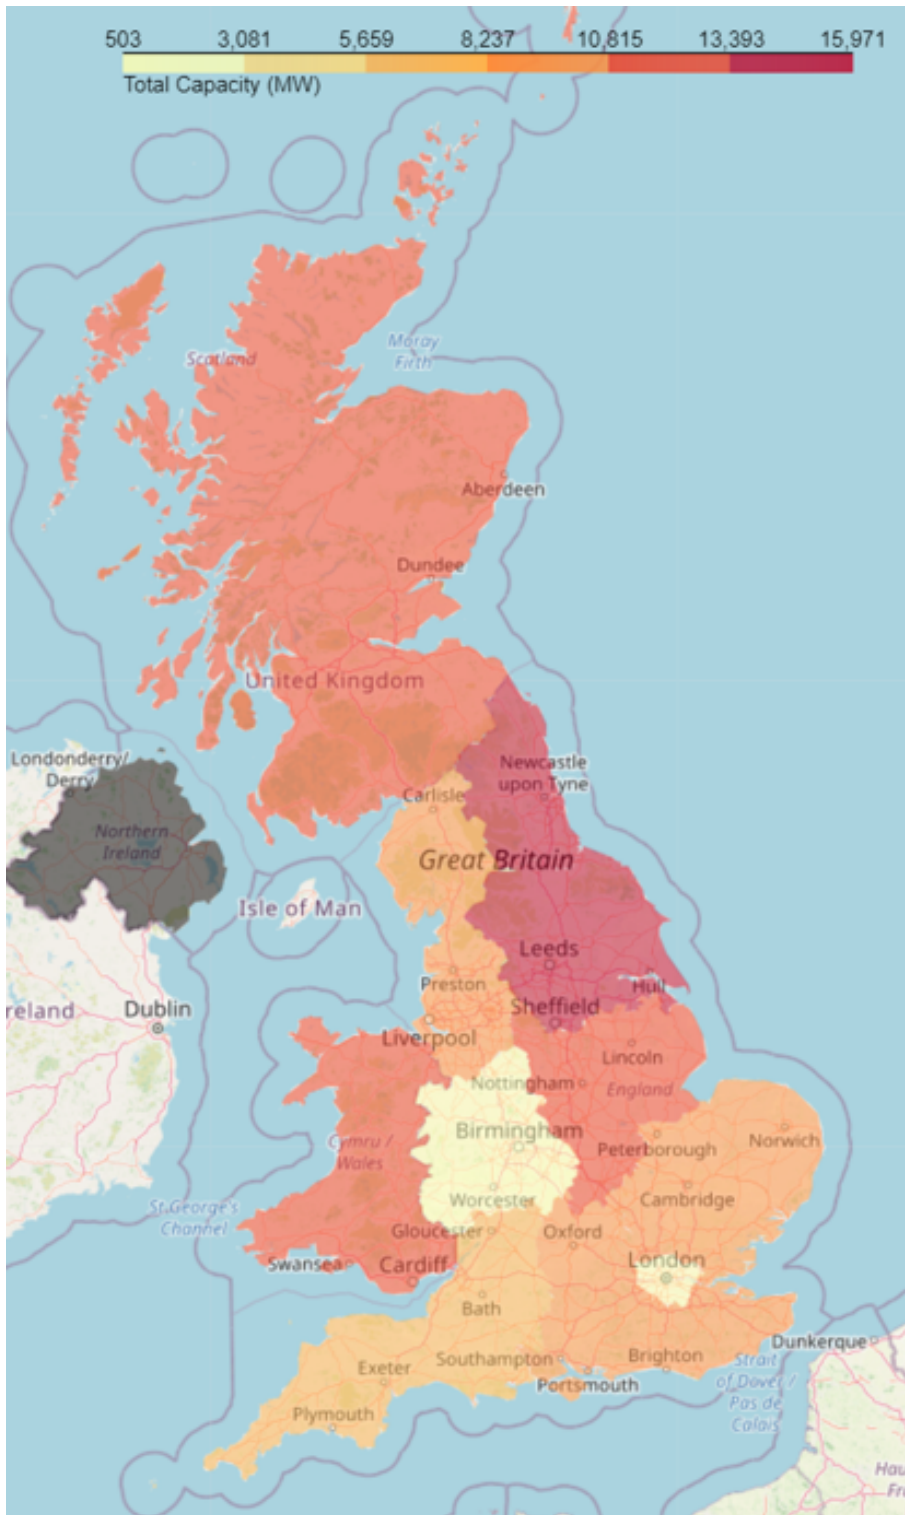 503 3,081 5,659 8,237 10,815 13,393 15,971
Total Capacity (MW)
Moray
Firth
Scotland
Aberdeen
Dundee
United Kingdom
Londonderry/
Derry
Newcastle
upon Tyne
Carlisle
Northern
Ireland
Great Britain
Isle of Man
Leeds
Preston
Hull
reland
Dublin
Sheffield
Liverpool
Lincoln
Nottingham
England
Birmingham
Peterborough
Norwich
Cymru /
Wales
Worcester
Cambridge
St George's
Channel
Gloucester
Oxford
Swansea
Cardiff
London
Bath
Dunkerque
Southampton
Brighton
Exeter
Portsmouth
Strait
of Dover /
Pas de
Calais
Plymouth
Hau
Fr